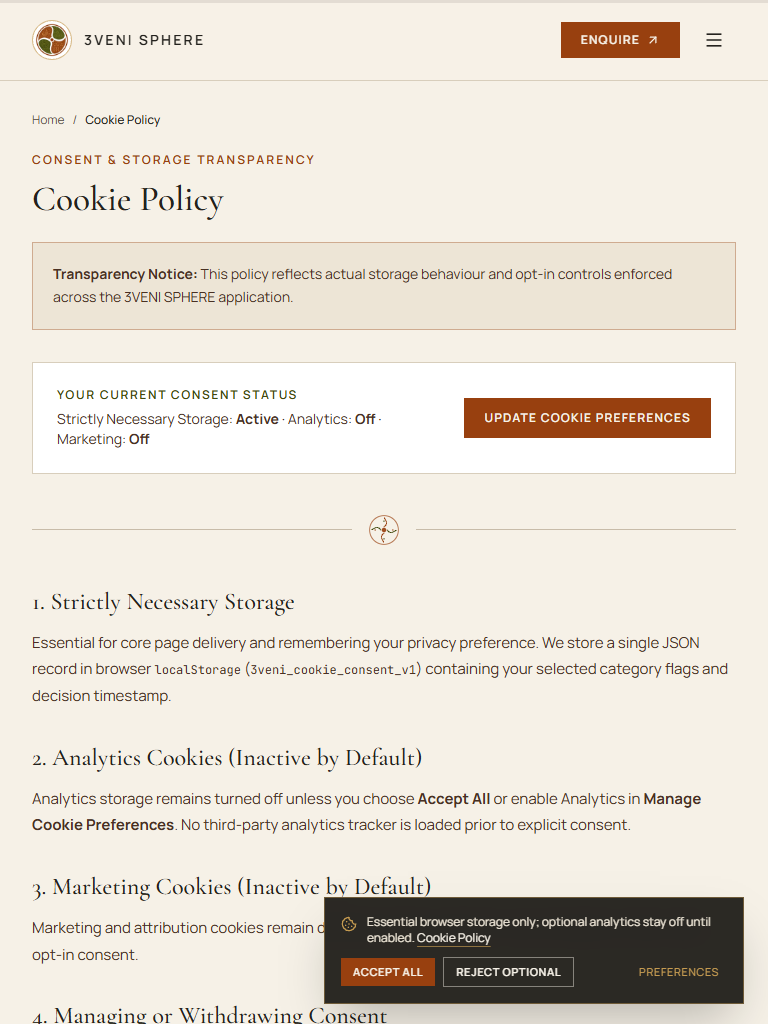 3VENI SPHERE
ENQUIRE
Home / Cookie Policy
CONSENT & STORAGE TRANSPARENCY
Cookie Policy
Transparency Notice: This policy reflects actual storage behaviour and opt-in controls enforced
across the 3VENI SPHERE application.
YOUR CURRENT CONSENT STATUS
Strictly Necessary Storage: Active · Analytics: Off ·
Marketing: Off
UPDATE COOKIE PREFERENCES
1. Strictly Necessary Storage
Essential for core page delivery and remembering your privacy preference. We store a single JSON
record in browser localStorage (3veni_cookie_consent_v1) containing your selected category flags and
decision timestamp.
2. Analytics Cookies (Inactive by Default)
Analytics storage remains turned off unless you choose Accept All or enable Analytics in Manage
Cookie Preferences. No third-party analytics tracker is loaded prior to explicit consent.
3. Marketing Cookies (Inactive by Default)
Marketing and attribution cookies remain
opt-in consent.
4. Managing or Withdrawing Consent
Essential browser storage only; optional analytics stay off until
enabled. Cookie Policy
ACCEPT ALL
REJECT OPTIONAL
PREFERENCES